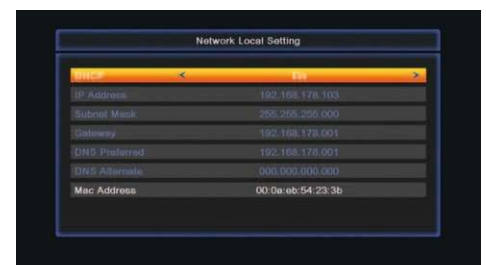 Network Local Setting
DHCP < Ein >
IP Address 192.168.178.103
Subnet Mask 255.255.255.000
Gateway 192.168.178.001
DNS Preferred 192.168.178.001
DNS Alternate 000.000.000.000
Mac Address 00:0a:eb:54:23:3b